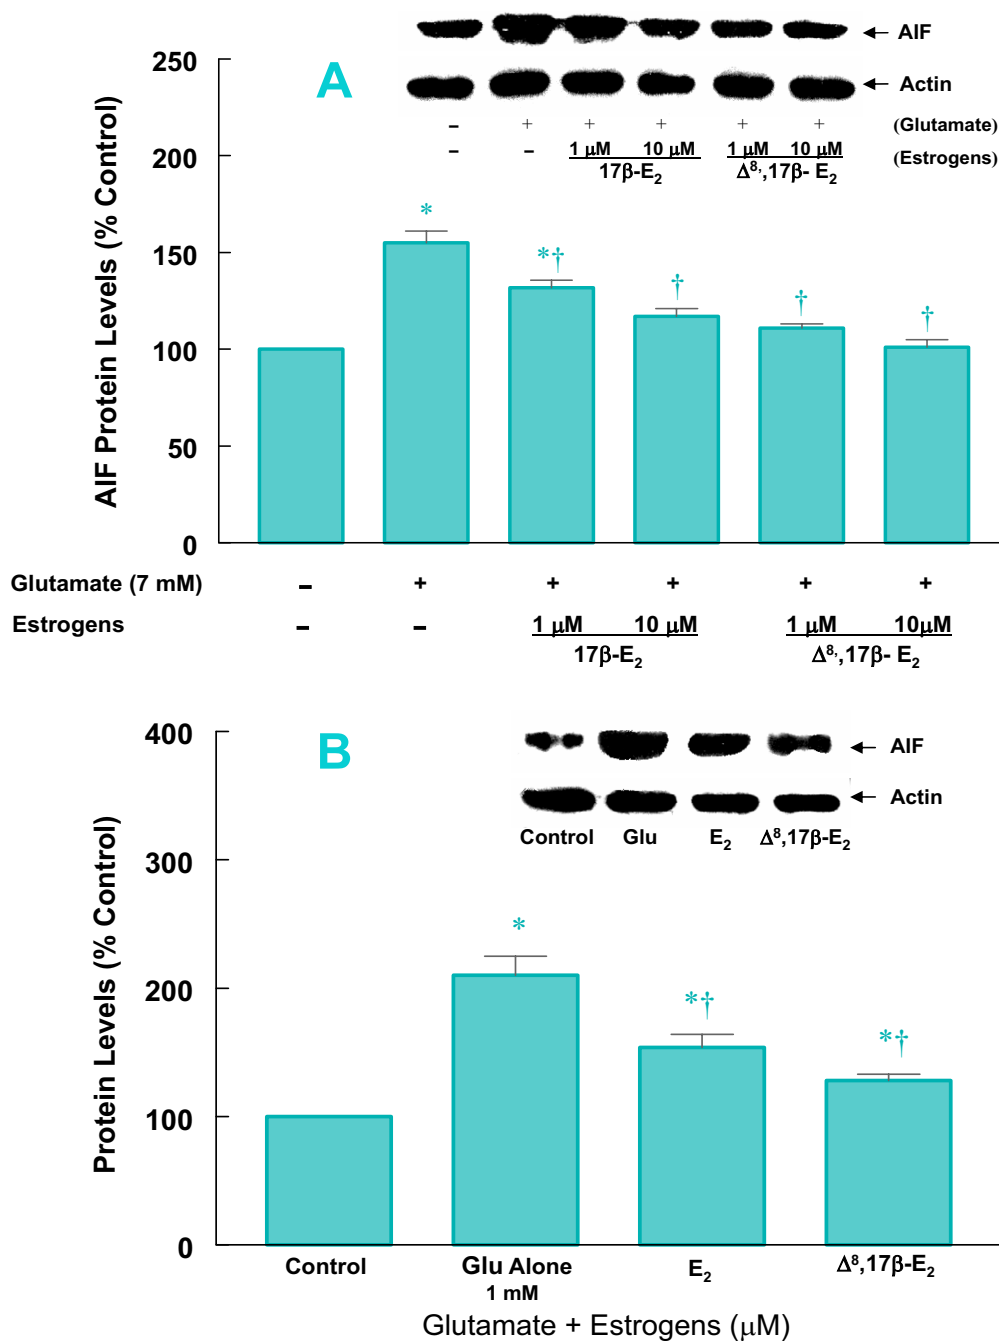 AIF
A
Actin
250
200
150
100
50
0
AIF Protein Levels (% Control)
– + + + + + (Glutamate)
– – 1 μM 10 μM 1 μM 10 μM (Estrogens)
17β-E₂ Δ⁸,,17β- E₂
* *† † † †
Glutamate (7 mM) – + + + + +
Estrogens – – 1 μM 10 μM 1 μM 10μM
17β-E₂ Δ⁸,,17β- E₂
B
AIF
Actin
Control Glu E₂ Δ⁸,17β-E₂
400
300
200
100
0
Protein Levels (% Control)
* *† *†
Control Glu Alone E₂ Δ⁸,17β-E₂
1 mM
Glutamate + Estrogens (μM)